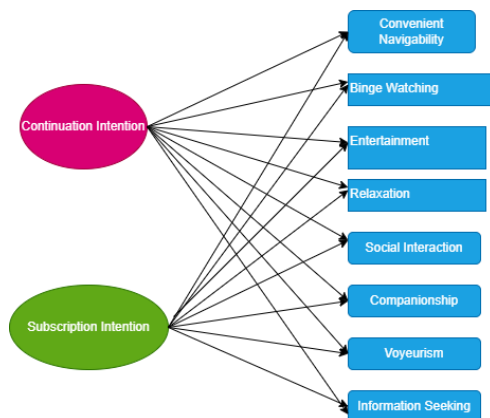 Convenient
Navigability
Binge Watching
Continuation Intention
Entertainment
Relaxation
Social Interaction
Companionship
Subscription Intention
Voyeurism
Information Seeking